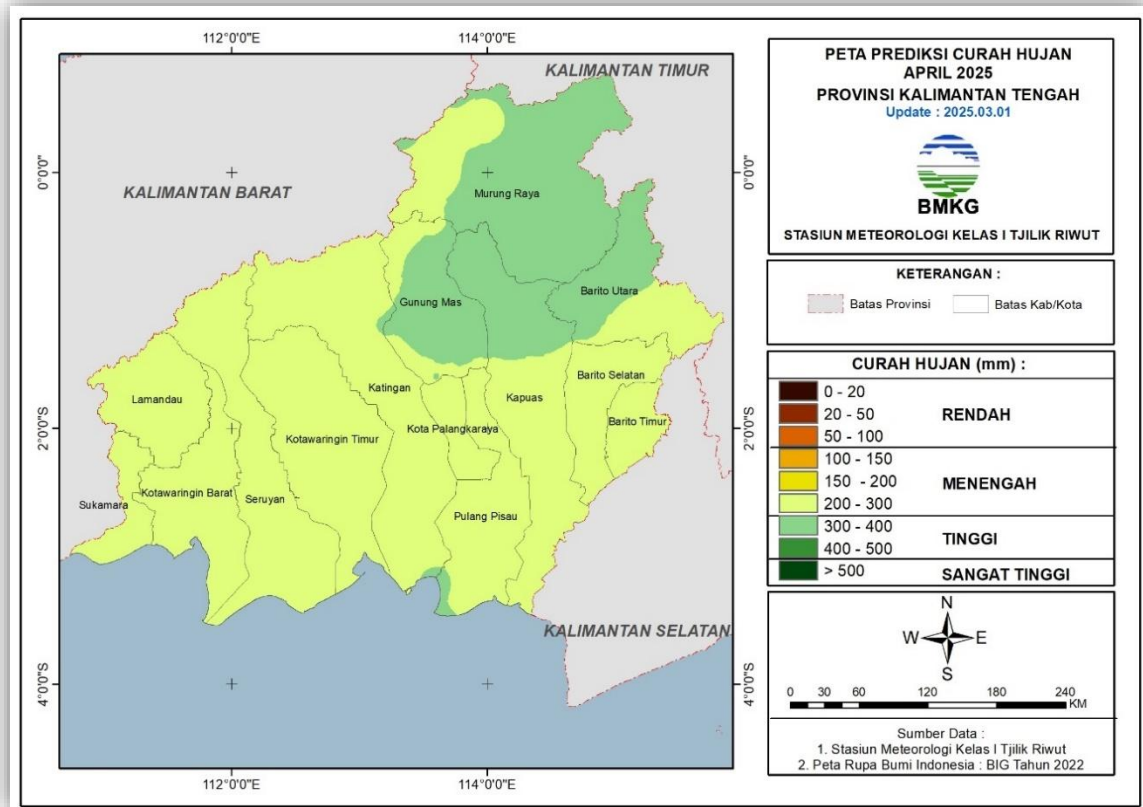 112°0'0"E
114°0'0"E
KALIMANTAN TIMUR
0°0'0"
0°0'0"
KALIMANTAN BARAT
Murung Raya
Gunung Mas
Barito Utara
Barito Selatan
Katingan
Kapuas
Lamandau
Barito Timur
2°0'0"S
2°0'0"S
Kota Palangkaraya
Kotawaringin Timur
Kotawaringin Barat
Seruyan
Sukamara
Pulang Pisau
KALIMANTAN SELATAN
4°0'0"S
4°0'0"S
112°0'0"E
114°0'0"E
PETA PREDIKSI CURAH HUJAN
APRIL 2025
PROVINSI KALIMANTAN TENGAH
Update : 2025.03.01
BMKG
STASIUN METEOROLOGI KELAS I TJILIK RIWUT
KETERANGAN :
Batas Provinsi
Batas Kab/Kota
CURAH HUJAN (mm) :
0 - 20
20 - 50
50 - 100
RENDAH
100 - 150
150 - 200
200 - 300
MENENGAH
300 - 400
400 - 500
TINGGI
> 500
SANGAT TINGGI
N
W E
S
0 30 60 120 180 240
KM
Sumber Data :
1. Stasiun Meteorologi Kelas I Tjilik Riwut
2. Peta Rupa Bumi Indonesia : BIG Tahun 2022